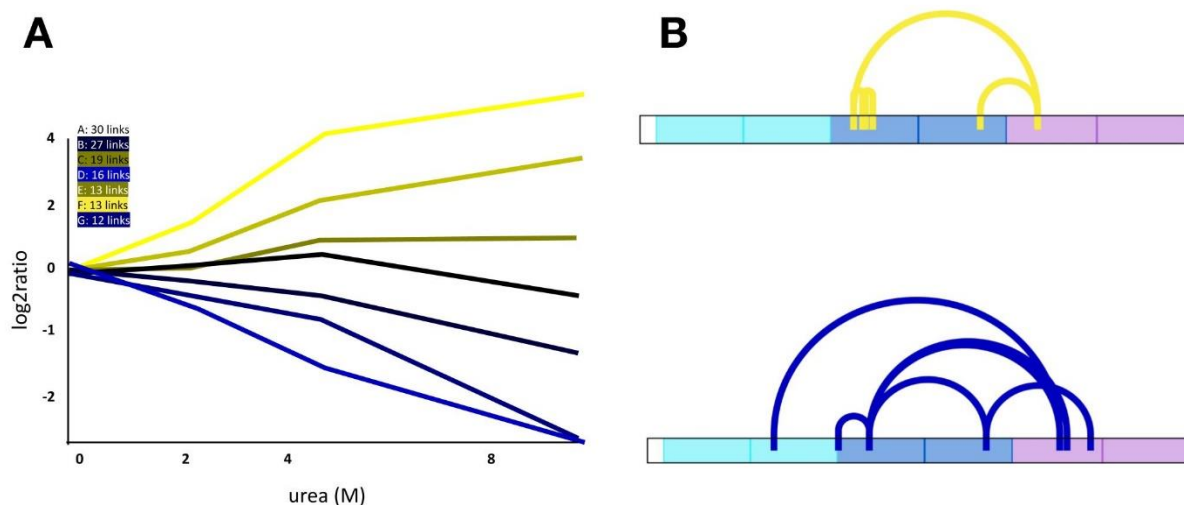 A
B
4
A: 30 links
B: 27 links
C: 19 links
D: 16 links
E: 13 links
F: 13 links
G: 12 links
2
0
-1
-2
log2ratio
0 2 4 8
urea (M)